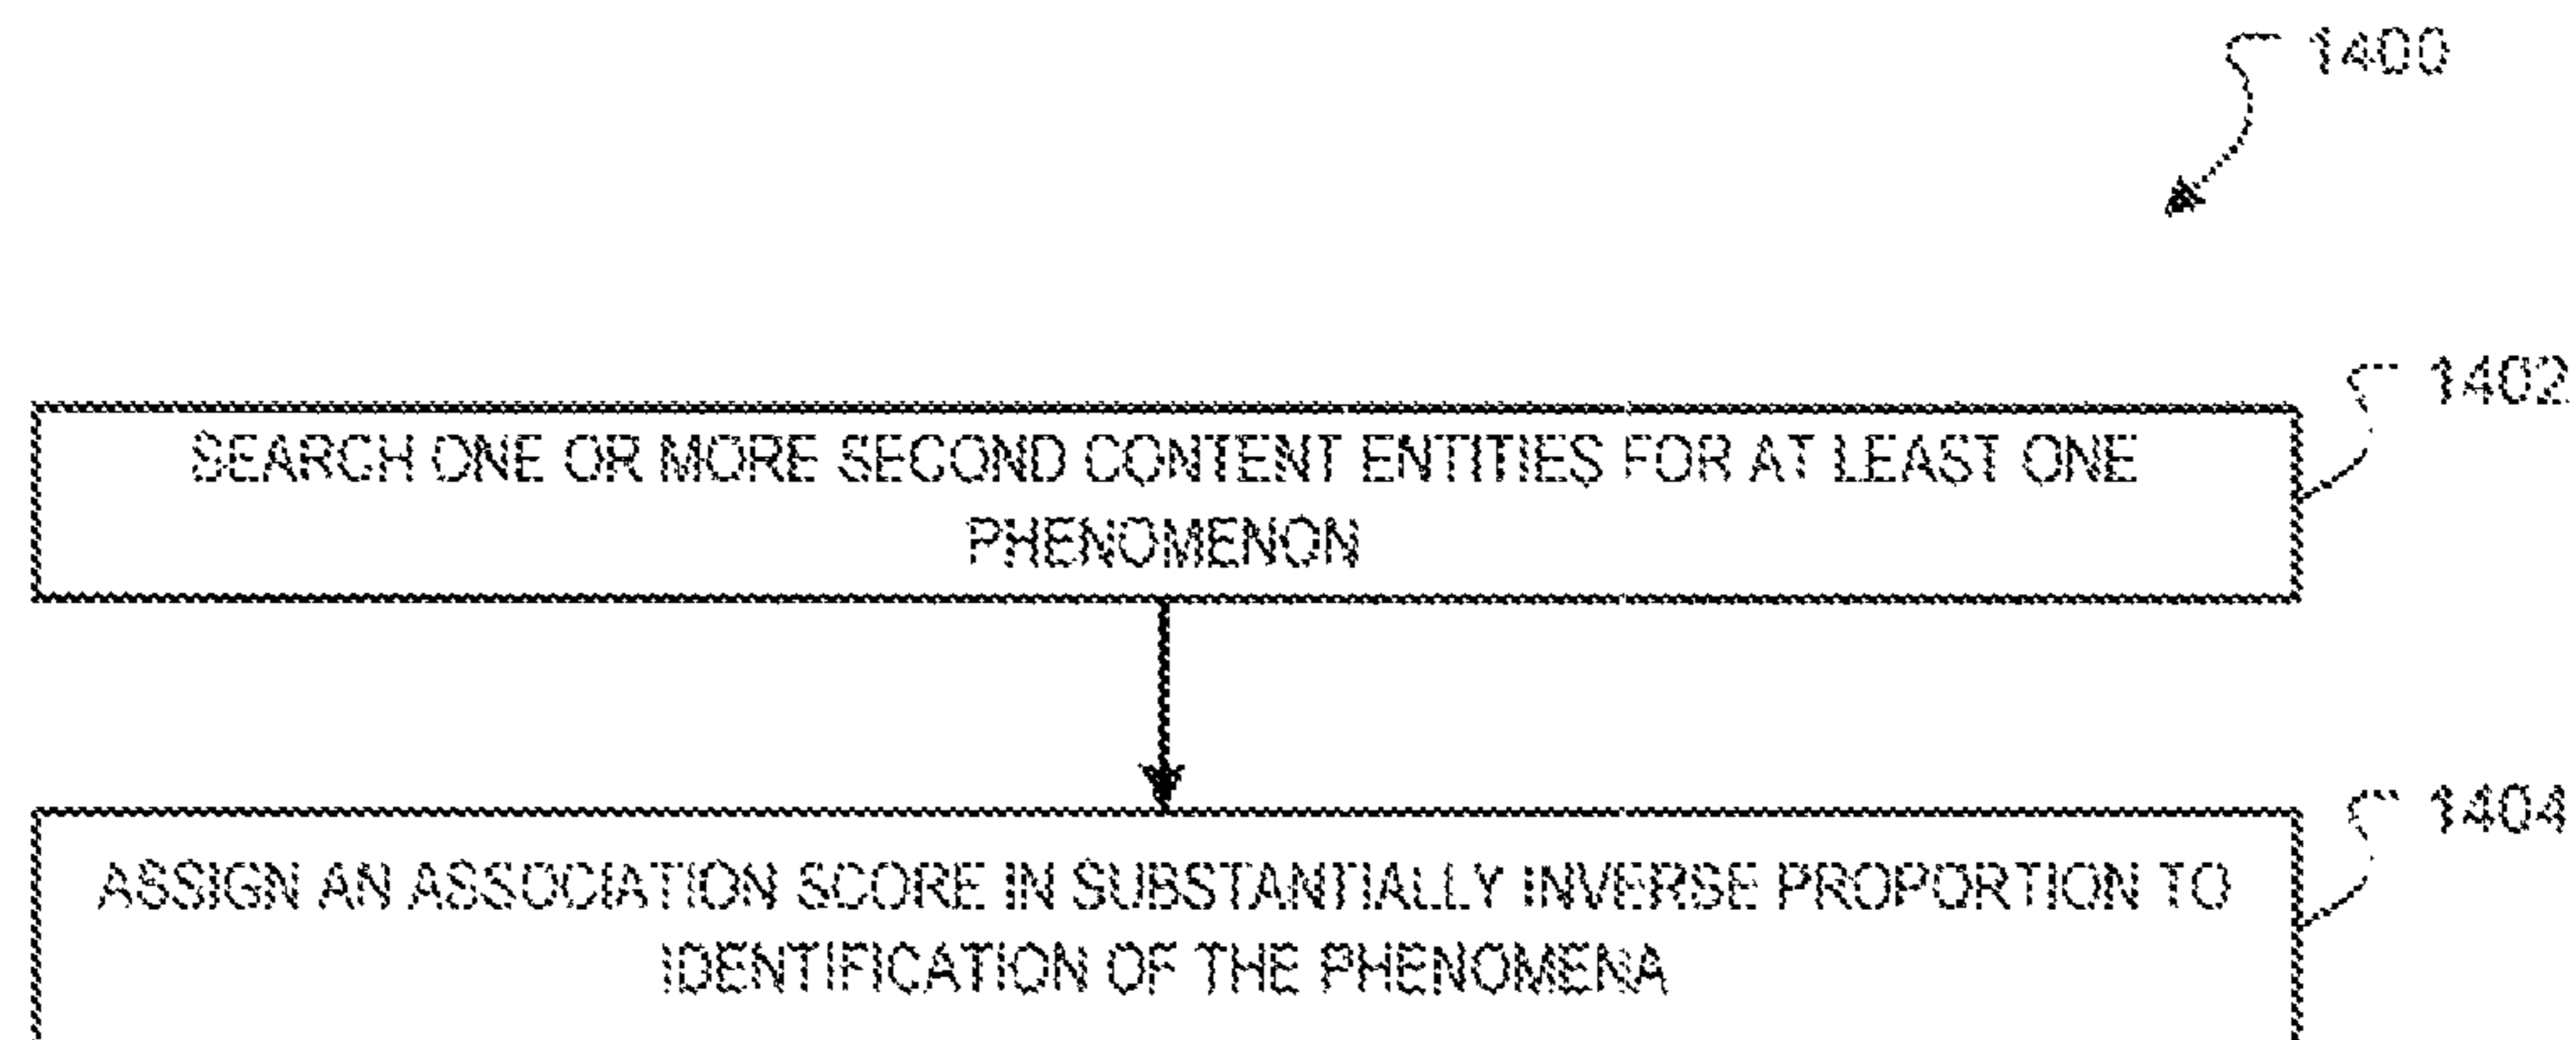 1400
1402
SEARCH ONE OR MORE SECOND CONTENT ENTITIES FOR AT LEAST ONE
PHENOMENON
1404
ASSIGN AN ASSOCIATION SCORE IN SUBSTANTIALLY INVERSE PROPORTION TO
IDENTIFICATION OF THE PHENOMENA